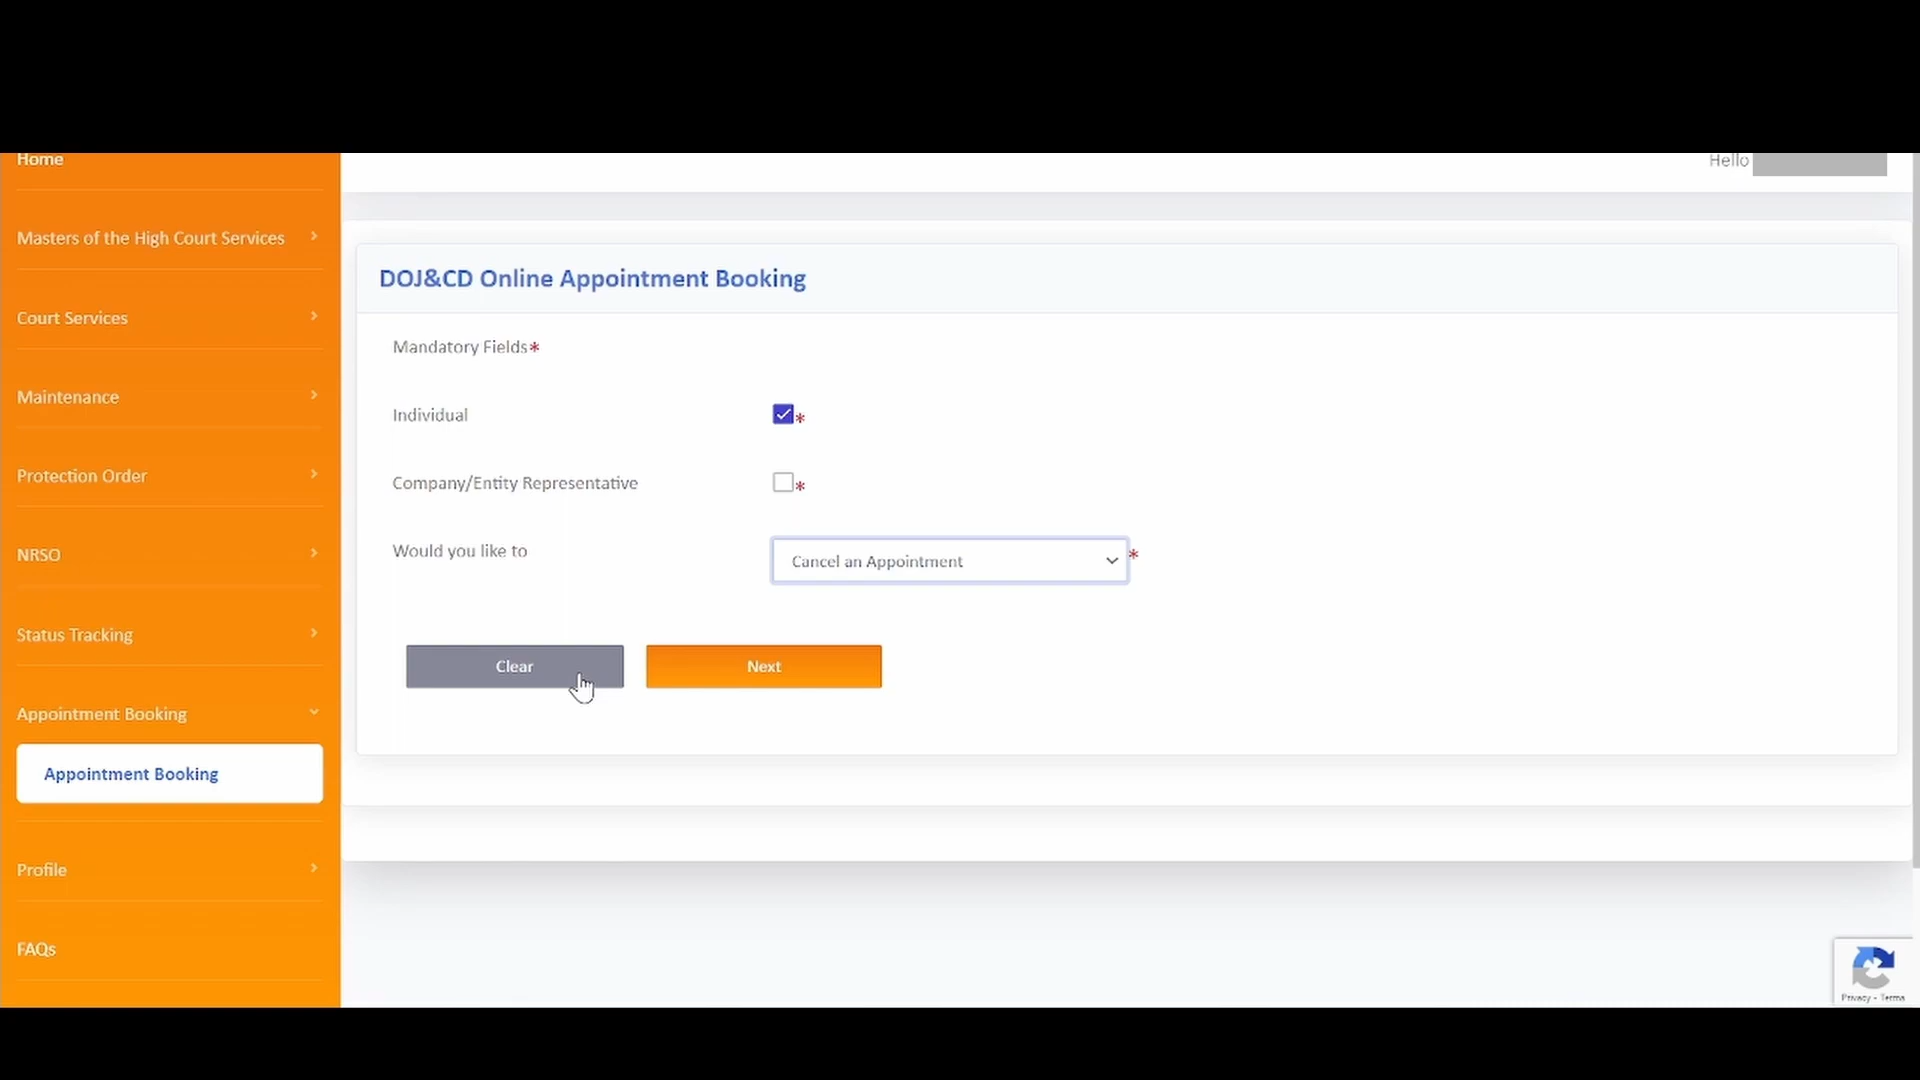 Home
Hello
Masters of the High Court Services
DOJ&CD Online Appointment Booking
Court Services
Mandatory Fields*
Maintenance
Individual *
Protection Order
Company/Entity Representative *
NRSO
Would you like to Cancel an Appointment *
Status Tracking
Clear Next
Appointment Booking
Appointment Booking
Profile
FAQs
Privacy - Terms